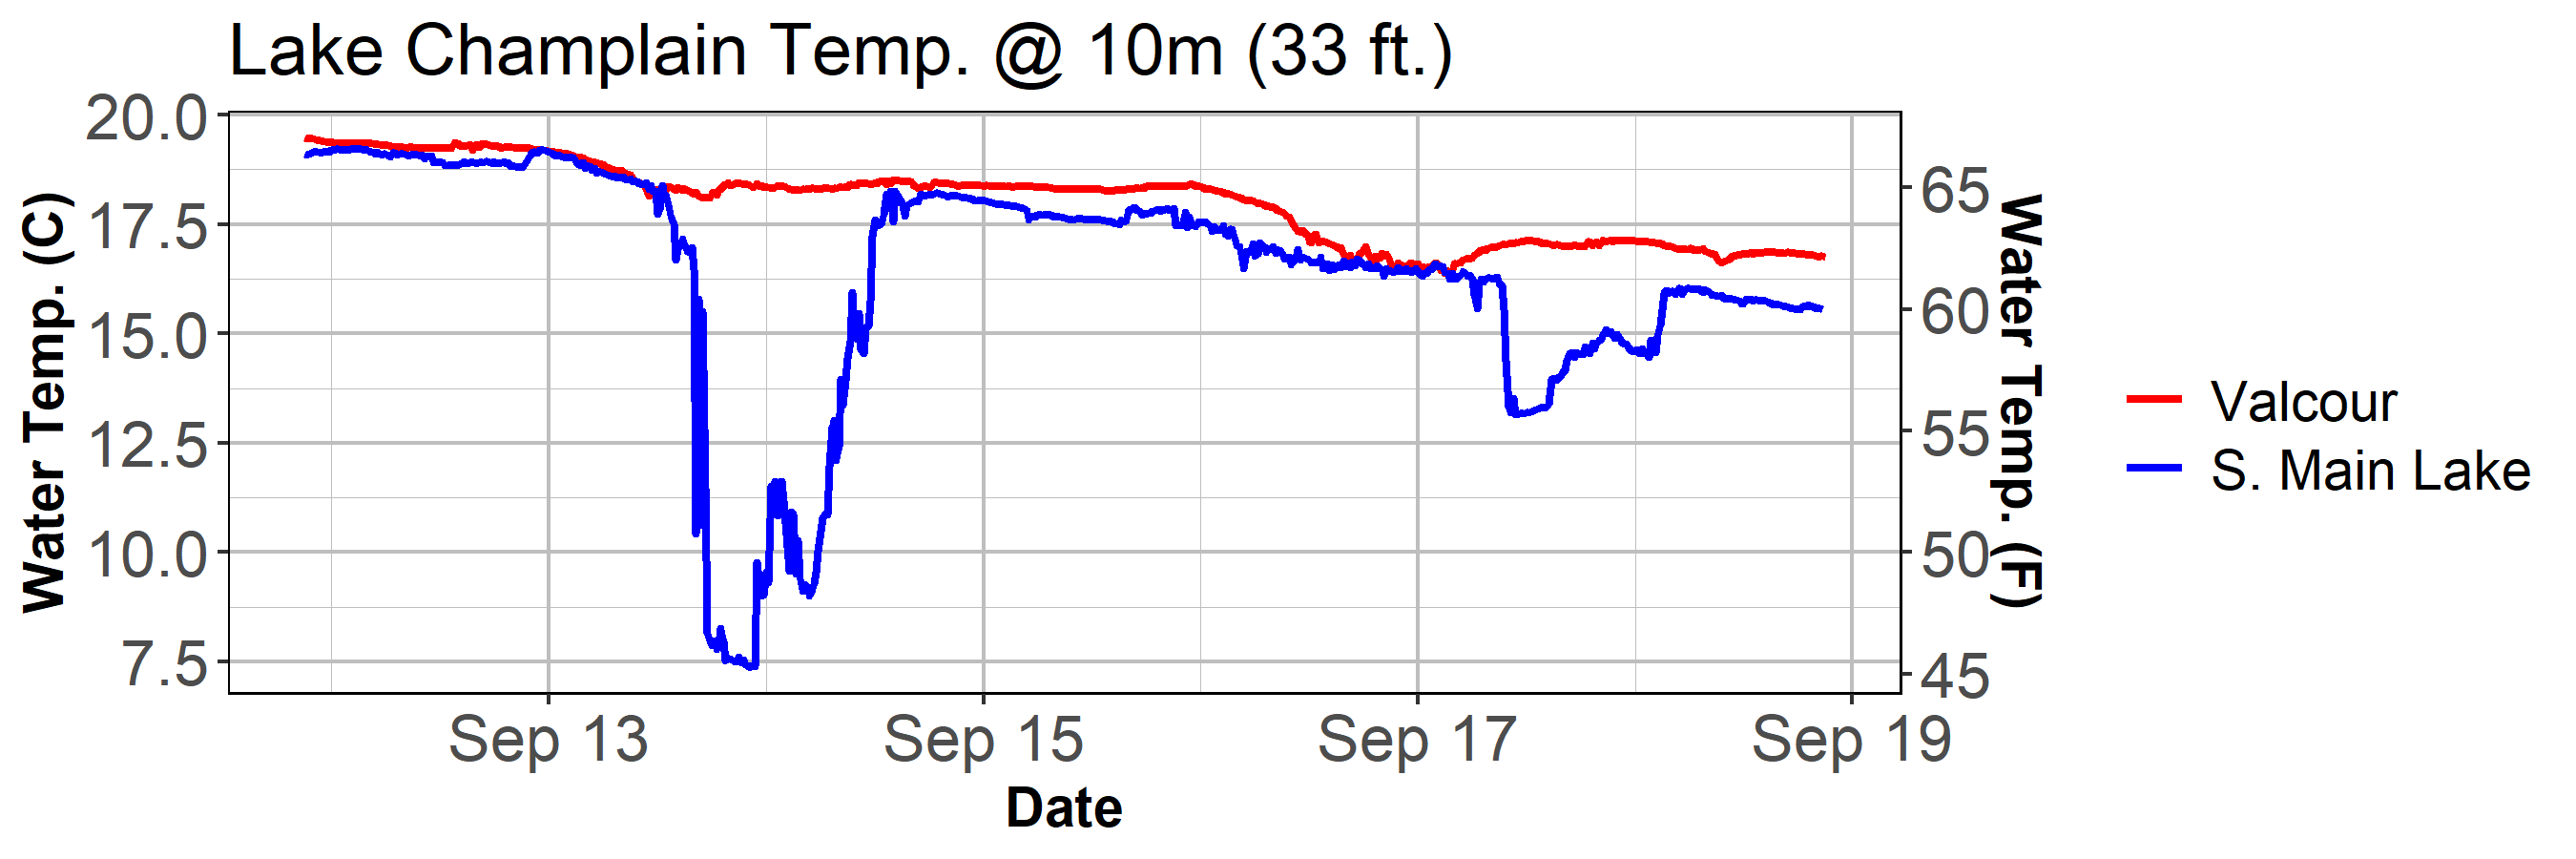 Lake Champlain Temp. @ 10m (33 ft.)
Water Temp. (C)
20.0
17.5
15.0
12.5
10.0
7.5
65
60
55
50
45
Water Temp. (F)
Sep 13
Sep 15
Sep 17
Sep 19
Date
Valcour
S. Main Lake